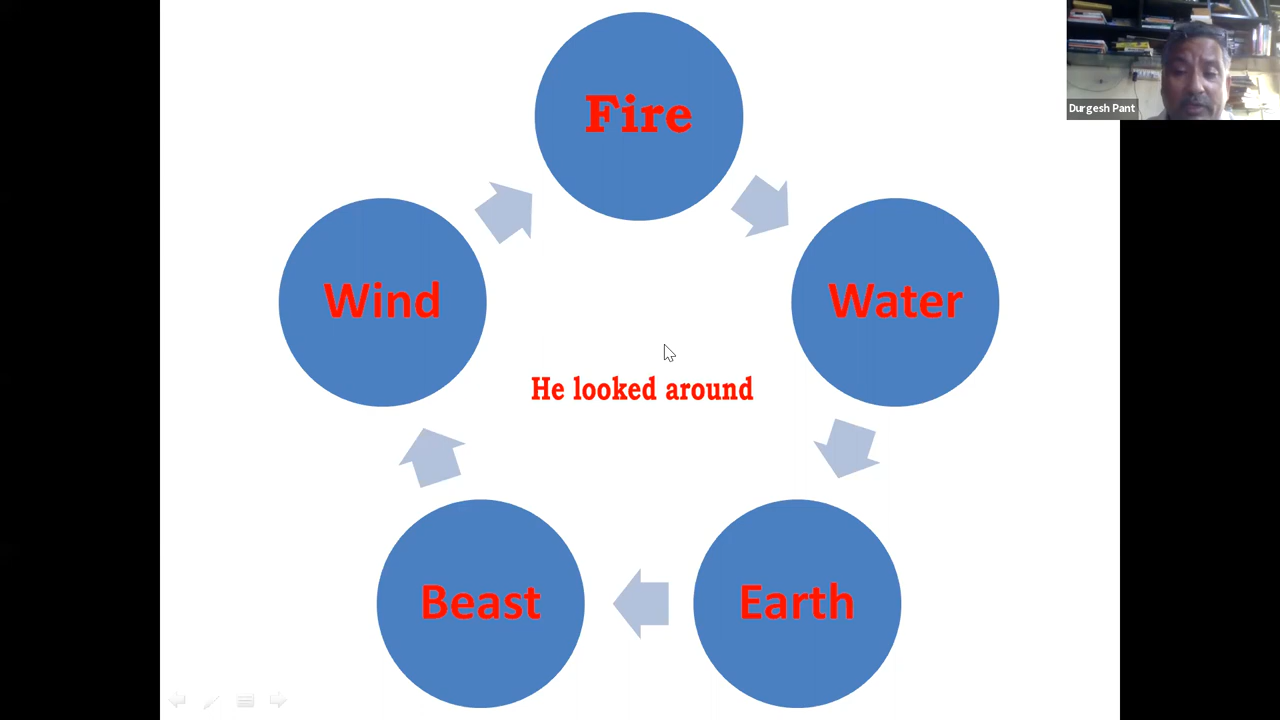 Fire
Durgesh Pant
Wind
Water
He looked around
Beast
Earth